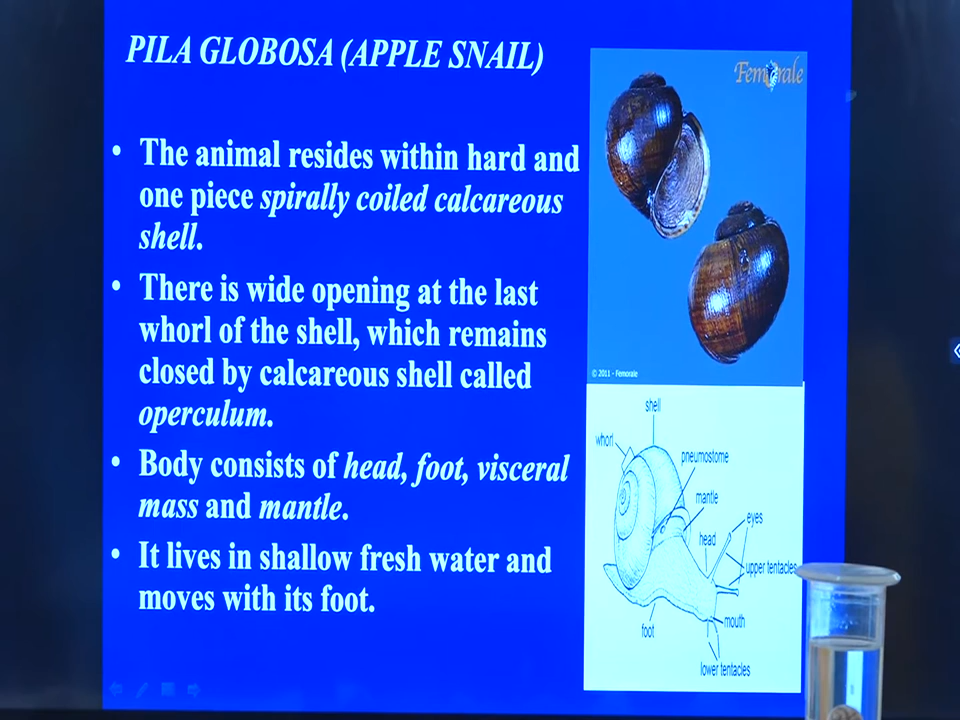 PILA GLOBOSA (APPLE SNAIL)
• The animal resides within hard and
one piece spirally coiled calcareous
shell.
• There is wide opening at the last
whorl of the shell, which remains
closed by calcareous shell called
operculum.
• Body consists of head, foot, visceral
mass and mantle.
• It lives in shallow fresh water and
moves with its foot.
Femorale
© 2011 - Femorale
shell
whorl
pneumostome
mantle
eyes
head
upper tentacles
mouth
foot
lower tentacles